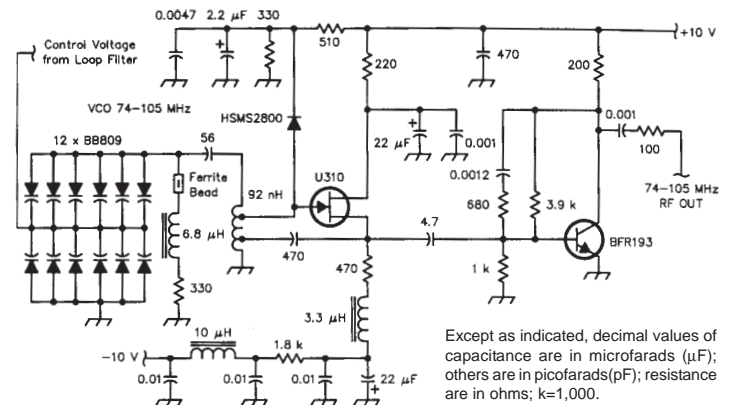 0.0047 2.2 µF 330
510
+10 V
Control Voltage
from Loop Filter
220
470
200
VCO 74-105 MHz
HSMS2800
12 x BB809
56
22 µF
0.001
0.001
100
U310
Ferrite
Bead
92 nH
0.0012
74-105 MHz
RF OUT
680
3.9 k
6.8 µH
470
4.7
BFR193
470
1 k
330
3.3 µH
10 µH
1.8 k
-10 V
0.01
0.01
0.01
22 µF
Except as indicated, decimal values of
capacitance are in microfarads (µF);
others are in picofarads(pF); resistance
are in ohms; k=1,000.